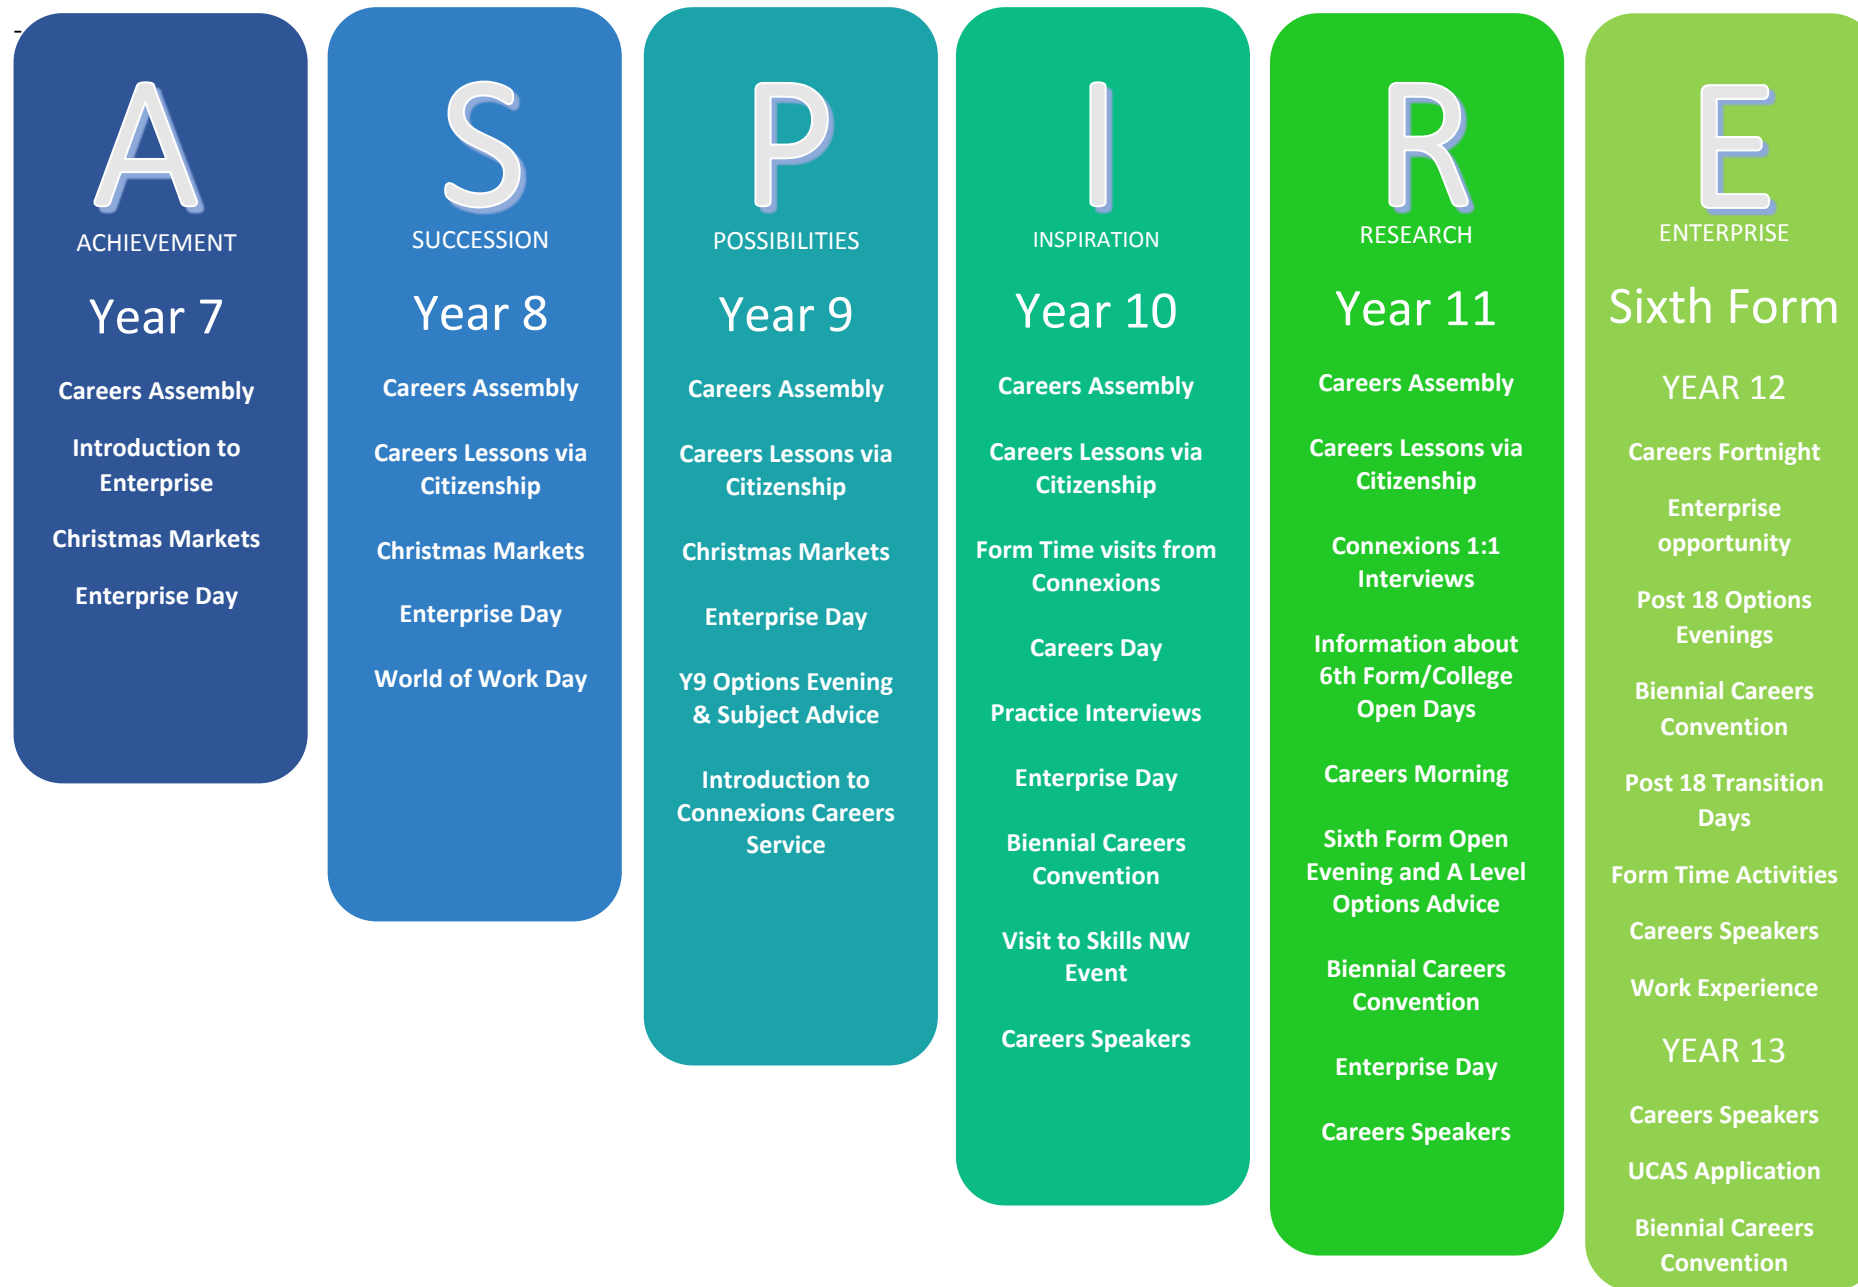 -
A
ACHIEVEMENT
Year 7
Careers Assembly
Introduction to
Enterprise
Christmas Markets
Enterprise Day
S
SUCCESSION
Year 8
Careers Assembly
Careers Lessons via
Citizenship
Christmas Markets
Enterprise Day
World of Work Day
P
POSSIBILITIES
Year 9
Careers Assembly
Careers Lessons via
Citizenship
Christmas Markets
Enterprise Day
Y9 Options Evening
& Subject Advice
Introduction to
Connexions Careers
Service
I
INSPIRATION
Year 10
Careers Assembly
Careers Lessons via
Citizenship
Form Time visits from
Connexions
Careers Day
Practice Interviews
Enterprise Day
Biennial Careers
Convention
Visit to Skills NW
Event
Careers Speakers
R
RESEARCH
Year 11
Careers Assembly
Careers Lessons via
Citizenship
Connexions 1:1
Interviews
Information about
6th Form/College
Open Days
Careers Morning
Sixth Form Open
Evening and A Level
Options Advice
Biennial Careers
Convention
Enterprise Day
Careers Speakers
E
ENTERPRISE
Sixth Form
YEAR 12
Careers Fortnight
Enterprise
opportunity
Post 18 Options
Evenings
Biennial Careers
Convention
Post 18 Transition
Days
Form Time Activities
Careers Speakers
Work Experience
YEAR 13
Careers Speakers
UCAS Application
Biennial Careers
Convention